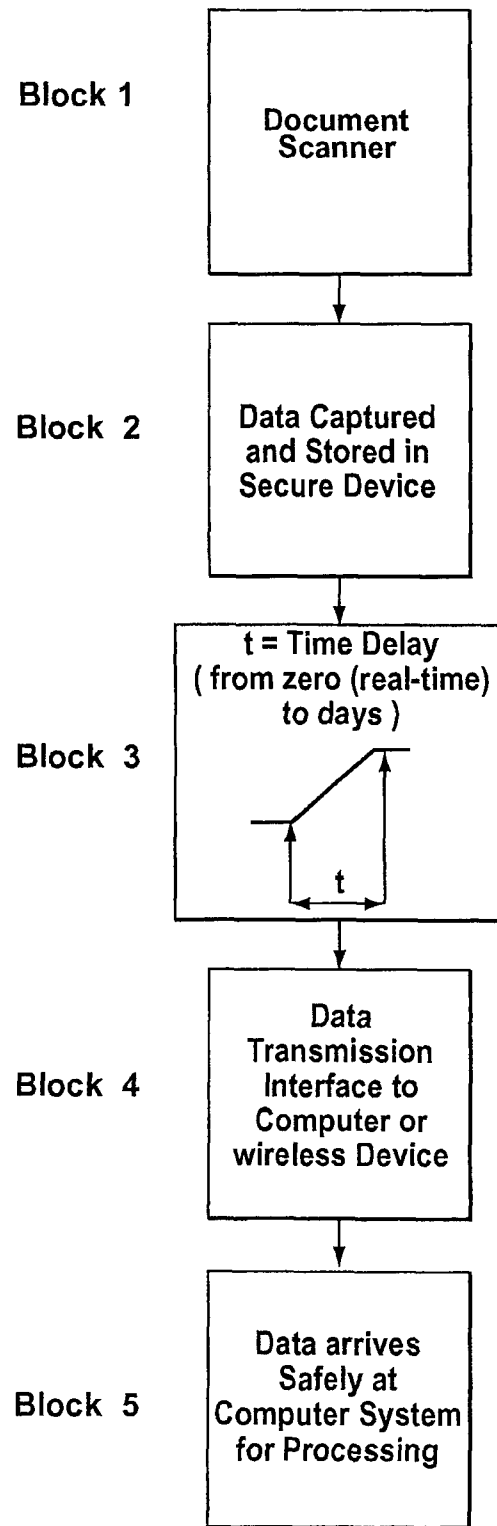 Block 1
Document
Scanner
Block 2
Data Captured
and Stored in
Secure Device
Block 3
t = Time Delay
( from zero (real-time)
to days )
t
Block 4
Data
Transmission
Interface to
Computer or
wireless Device
Block 5
Data arrives
Safely at
Computer System
for Processing